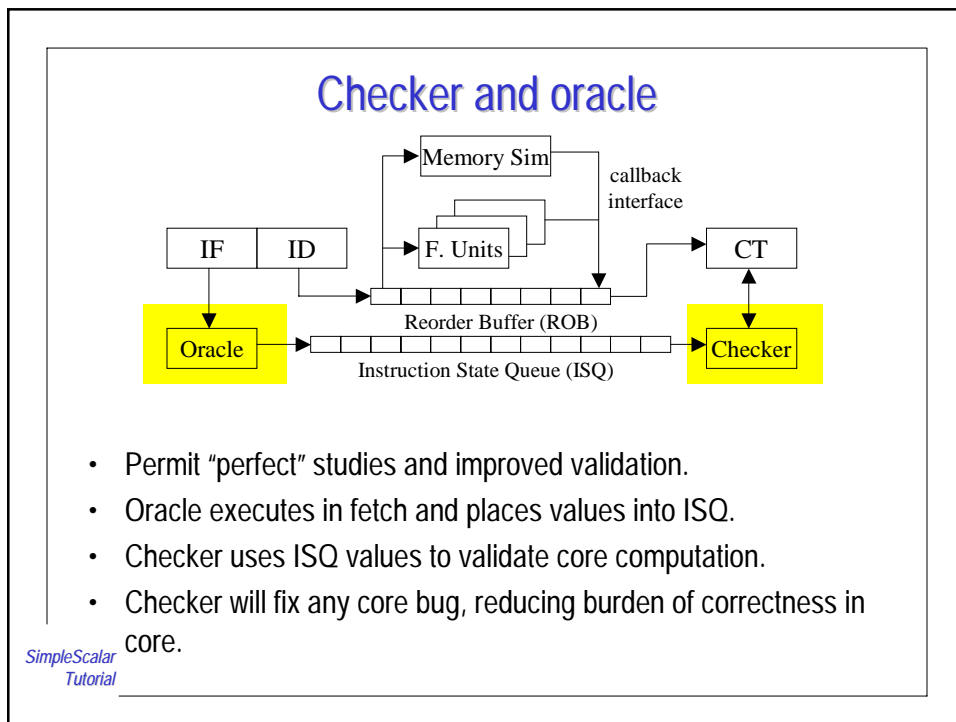 Checker and oracle
Memory Sim
callback
interface
IF
ID
F. Units
CT
Reorder Buffer (ROB)
Oracle
Checker
Instruction State Queue (ISQ)
• Permit "perfect" studies and improved validation.
• Oracle executes in fetch and places values into ISQ.
• Checker uses ISQ values to validate core computation.
• Checker will fix any core bug, reducing burden of correctness in
core.
SimpleScalar
Tutorial